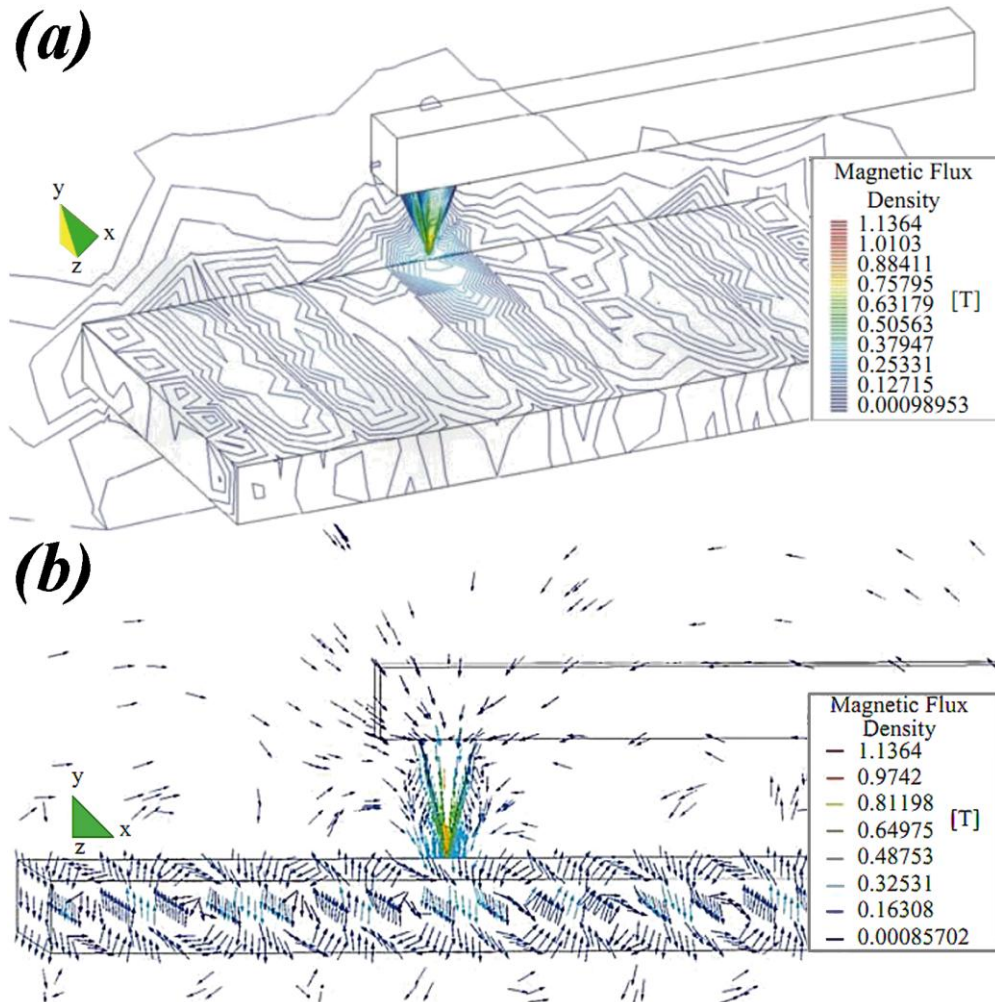 (a)
y
x
z
Magnetic Flux
Density
1.1364
1.0103
0.88411
0.75795
0.63179
0.50563
0.37947
0.25331
0.12715
0.00098953
[T]
(b)
y
x
z
Magnetic Flux
Density
1.1364
0.9742
0.81198
0.64975
0.48753
0.32531
0.16308
0.00085702
[T]